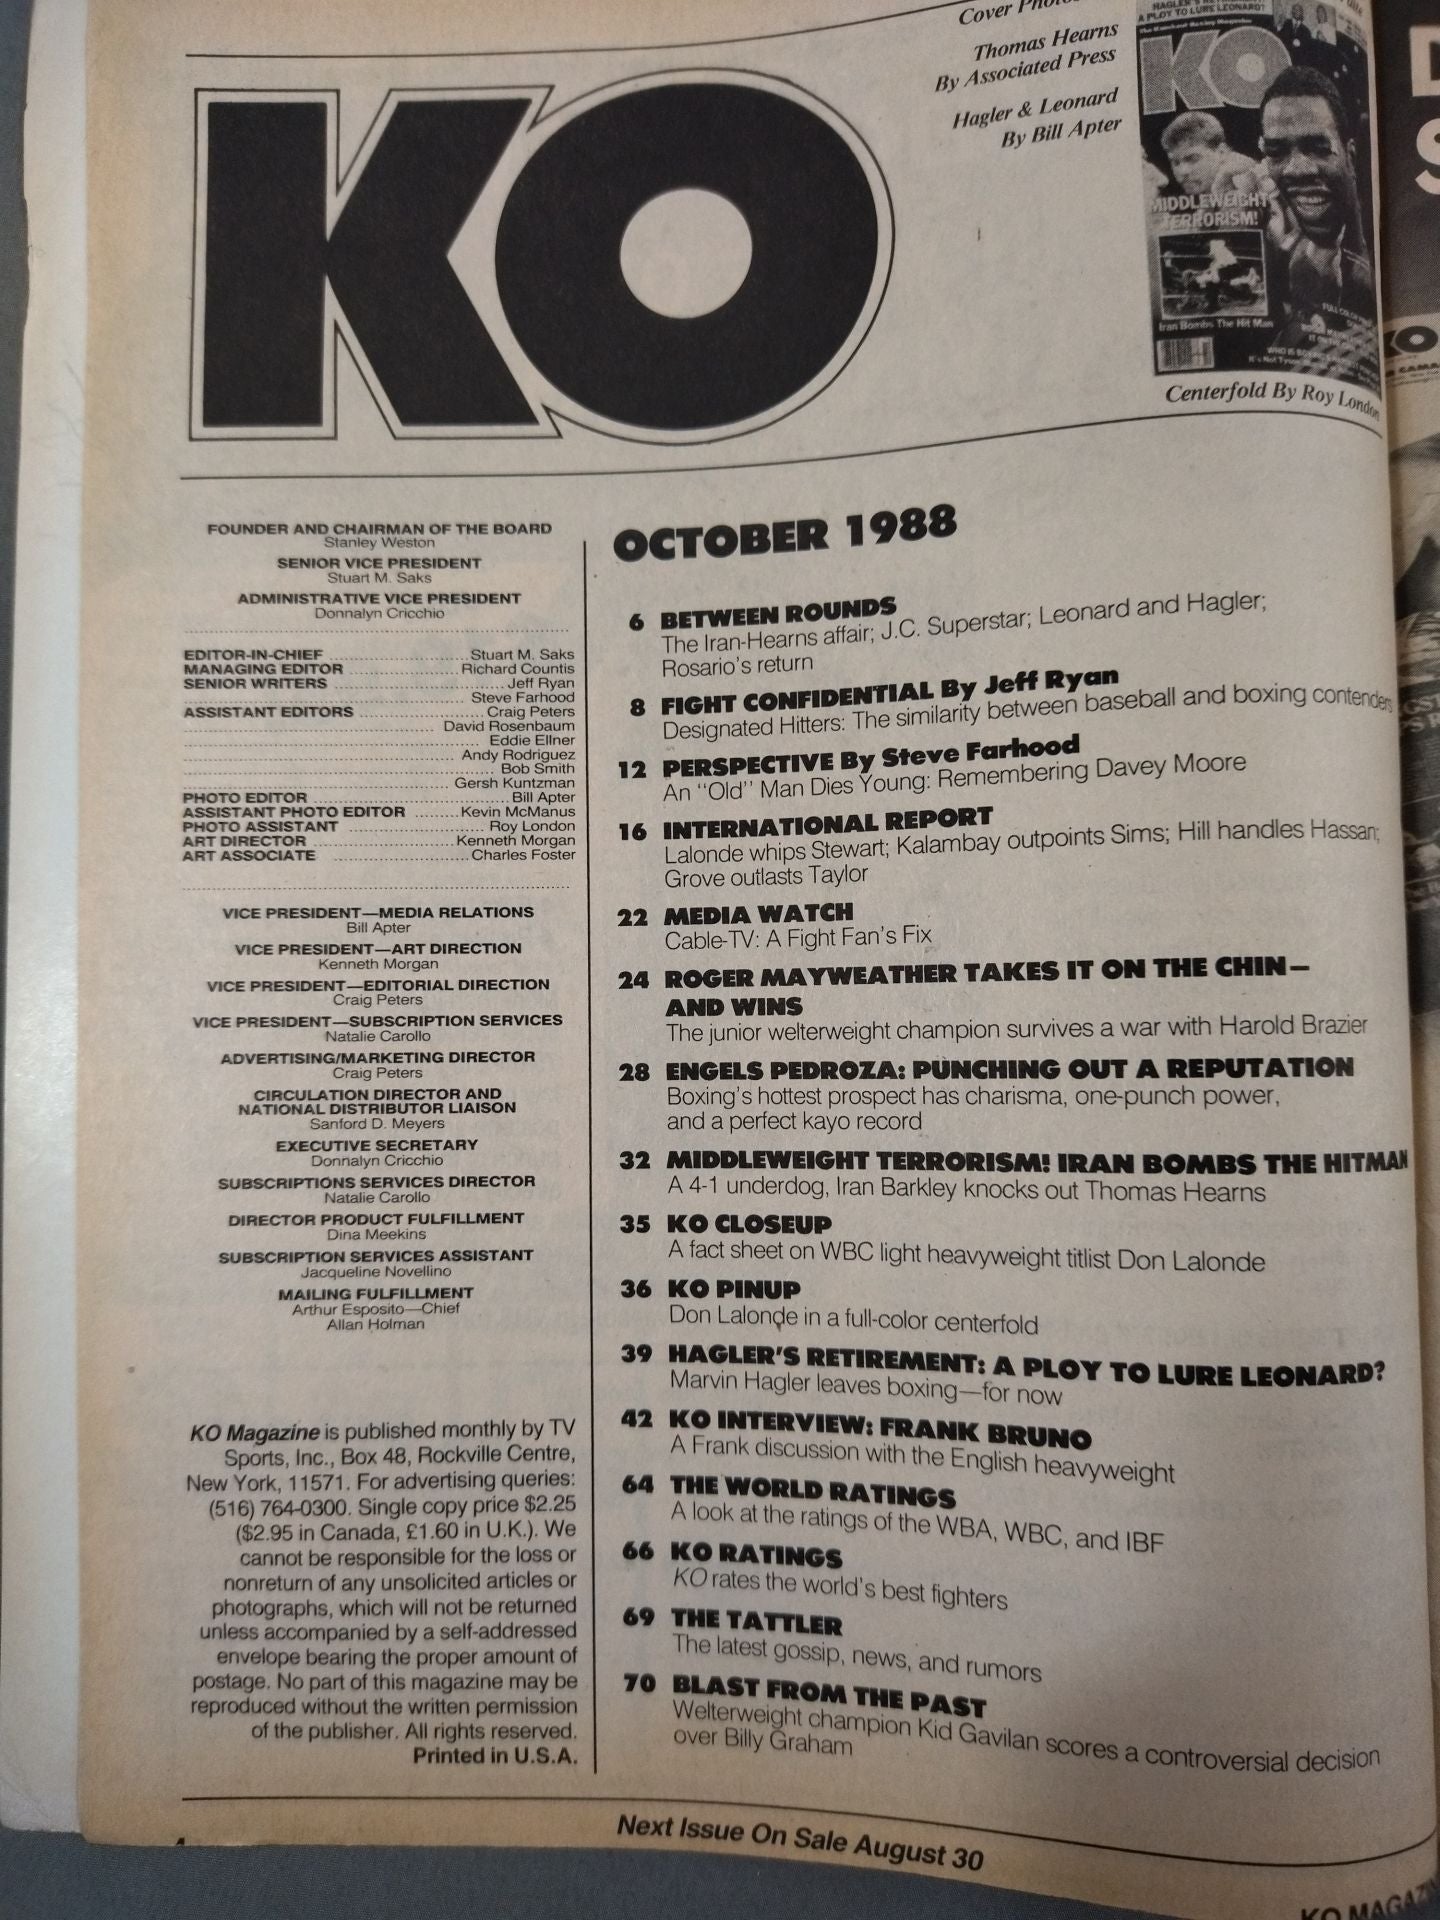 Cover
Thomas Hearns
By Associated Press
Hagler & Leonard
By Bill Apter
A PLOY TO LURE LEONARD?
KO
MIDDLEWEIGHT
TERRORISM!
Iran Bombs The Hit Man
Centerfold By Roy London
KO
FOUNDER AND CHAIRMAN OF THE BOARD
Stanley Weston
SENIOR VICE PRESIDENT
Stuart M. Saks
ADMINISTRATIVE VICE PRESIDENT
Donnalyn Cricchio
EDITOR-IN-CHIEF ........ Stuart M. Saks
MANAGING EDITOR ........ Richard Countis
SENIOR WRITERS ........ Jeff Ryan
........ Steve Farhood
ASSISTANT EDITORS ........ Craig Peters
........ David Rosenbaum
........ Eddie Ellner
........ Andy Rodriguez
........ Bob Smith
........ Gersh Kuntzman
PHOTO EDITOR ........ Bill Apter
ASSISTANT PHOTO EDITOR ........ Kevin McManus
PHOTO ASSISTANT ........ Roy London
ART DIRECTOR ........ Kenneth Morgan
ART ASSOCIATE ........ Charles Foster
VICE PRESIDENT—MEDIA RELATIONS
Bill Apter
VICE PRESIDENT—ART DIRECTION
Kenneth Morgan
VICE PRESIDENT—EDITORIAL DIRECTION
Craig Peters
VICE PRESIDENT—SUBSCRIPTION SERVICES
Natalie Carollo
ADVERTISING/MARKETING DIRECTOR
Craig Peters
CIRCULATION DIRECTOR AND
NATIONAL DISTRIBUTOR LIAISON
Sanford D. Meyers
EXECUTIVE SECRETARY
Donnalyn Cricchio
SUBSCRIPTIONS SERVICES DIRECTOR
Natalie Carollo
DIRECTOR PRODUCT FULFILLMENT
Dina Meekins
SUBSCRIPTION SERVICES ASSISTANT
Jacqueline Novellino
MAILING FULFILLMENT
Arthur Esposito—Chief
Allan Holman
KO Magazine is published monthly by TV
Sports, Inc., Box 48, Rockville Centre,
New York, 11571. For advertising queries:
(516) 764-0300. Single copy price $2.25
($2.95 in Canada, £1.60 in U.K.). We
cannot be responsible for the loss or
nonreturn of any unsolicited articles or
photographs, which will not be returned
unless accompanied by a self-addressed
envelope bearing the proper amount of
postage. No part of this magazine may be
reproduced without the written permission
of the publisher. All rights reserved.
Printed in U.S.A.
OCTOBER 1988
6 BETWEEN ROUNDS
The Iran-Hearns affair; J.C. Superstar; Leonard and Hagler;
Rosario's return
8 FIGHT CONFIDENTIAL By Jeff Ryan
Designated Hitters: The similarity between baseball and boxing contenders
12 PERSPECTIVE By Steve Farhood
An "Old" Man Dies Young: Remembering Davey Moore
16 INTERNATIONAL REPORT
Lalonde whips Stewart; Kalambay outpoints Sims; Hill handles Hassan;
Grove outlasts Taylor
22 MEDIA WATCH
Cable-TV: A Fight Fan's Fix
24 ROGER MAYWEATHER TAKES IT ON THE CHIN—
AND WINS
The junior welterweight champion survives a war with Harold Brazier
28 ENGELS PEDROZA: PUNCHING OUT A REPUTATION
Boxing's hottest prospect has charisma, one-punch power,
and a perfect kayo record
32 MIDDLEWEIGHT TERRORISM! IRAN BOMBS THE HITMAN
A 4-1 underdog, Iran Barkley knocks out Thomas Hearns
35 KO CLOSEUP
A fact sheet on WBC light heavyweight titlist Don Lalonde
36 KO PINUP
Don Lalonde in a full-color centerfold
39 HAGLER'S RETIREMENT: A PLOY TO LURE LEONARD?
Marvin Hagler leaves boxing—for now
42 KO INTERVIEW: FRANK BRUNO
A Frank discussion with the English heavyweight
64 THE WORLD RATINGS
A look at the ratings of the WBA, WBC, and IBF
66 KO RATINGS
KO rates the world's best fighters
69 THE TATTLER
The latest gossip, news, and rumors
70 BLAST FROM THE PAST
Welterweight champion Kid Gavilan scores a controversial decision
over Billy Graham
Next Issue On Sale August 30
KO